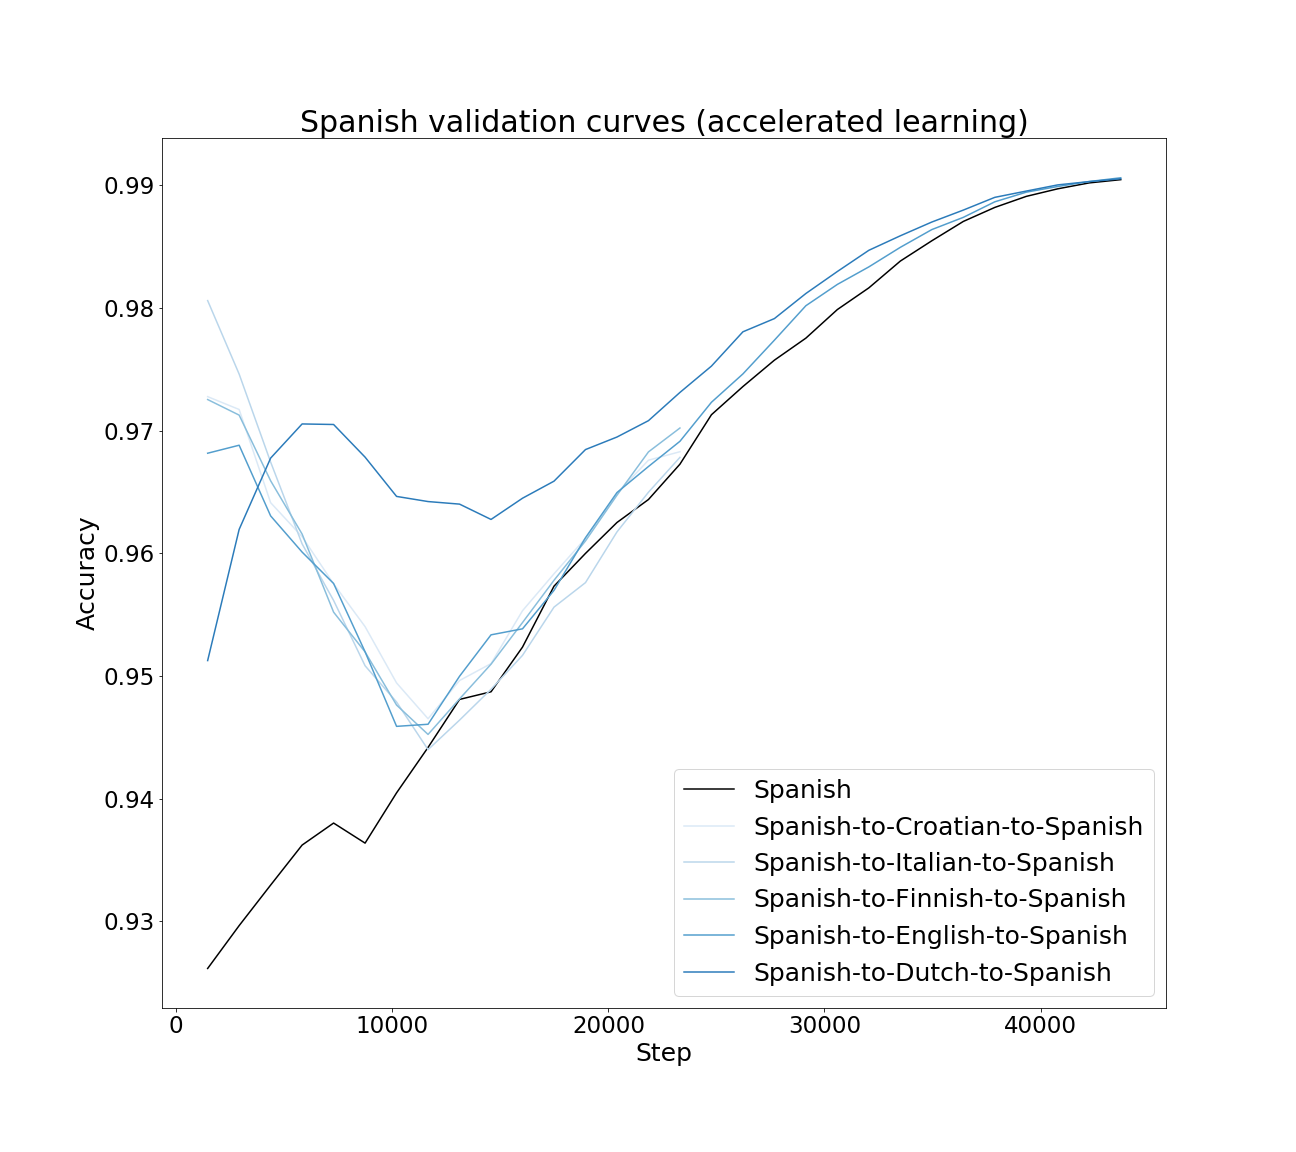 Spanish validation curves (accelerated learning)
0.99
0.98
0.97
0.96
0.95
0.94
0.93
Accuracy
Spanish
Spanish-to-Croatian-to-Spanish
Spanish-to-Italian-to-Spanish
Spanish-to-Finnish-to-Spanish
Spanish-to-English-to-Spanish
Spanish-to-Dutch-to-Spanish
0 10000 20000 30000 40000
Step